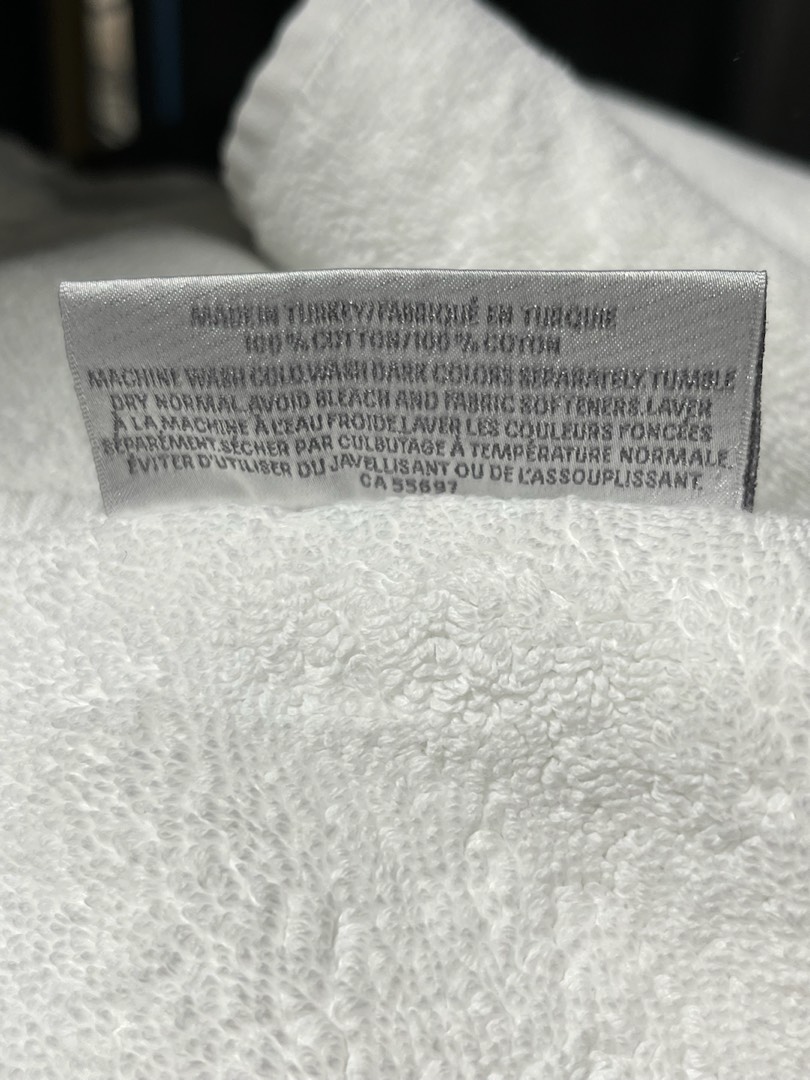 MADE IN TURKEY/FABRIQUÉ EN TURQUIE
100% COTTON/100% COTON
MACHINE WASH COLD.WASH DARK COLORS SEPARATELY.TUMBLE
DRY NORMAL.AVOID BLEACH AND FABRIC SOFTENERS.LAVER
À LA MACHINE À L'EAU FROIDE.LAVER LES COULEURS FONCÉES
SÉPARÉMENT.SÉCHER PAR CULBUTAGE À TEMPÉRATURE NORMALE.
ÉVITER D'UTILISER DU JAVELLISANT OU DE L'ASSOUPLISSANT.
CA 55697